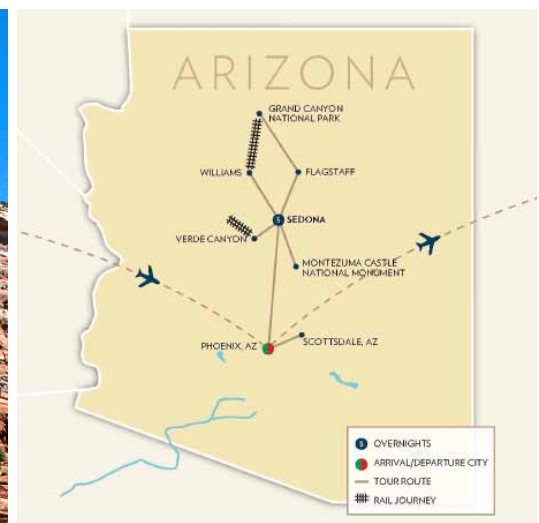 ARIZONA
GRAND CANYON
NATIONAL PARK
WILLIAMS
FLAGSTAFF
5 SEDONA
VERDE CANYON
MONTEZUMA CASTLE
NATIONAL MONUMENT
PHOENIX, AZ
SCOTTSDALE, AZ
5 OVERNIGHTS
ARRIVAL/DEPARTURE CITY
TOUR ROUTE
RAIL JOURNEY